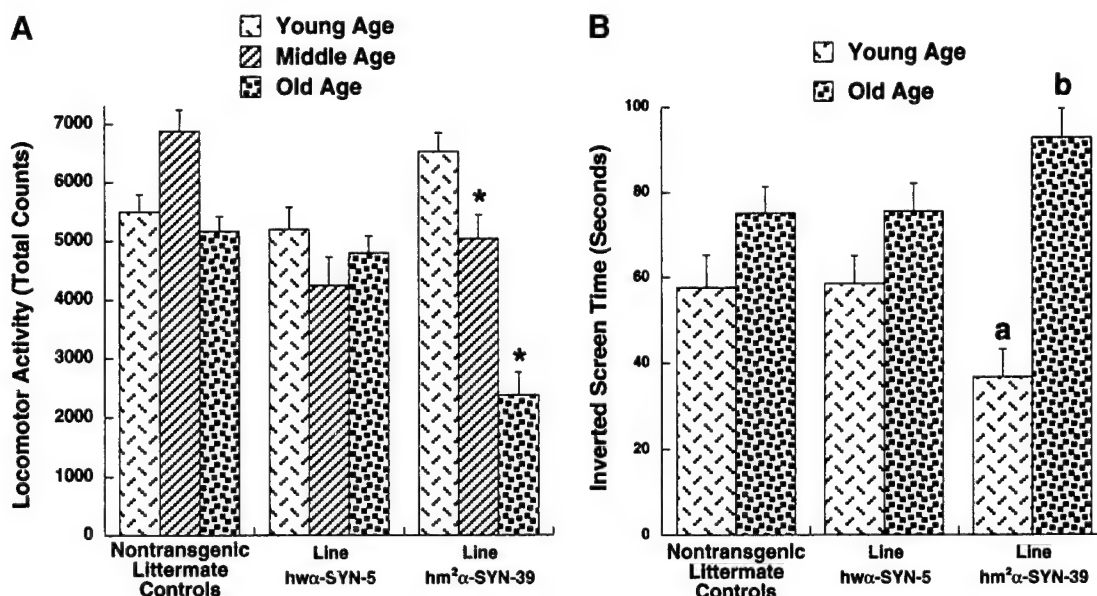 A
Young Age
Middle Age
Old Age
Locomotor Activity (Total Counts)
7000
6000
5000
4000
3000
2000
1000
0
*
*
Nontransgenic
Littermate
Controls
Line
hwα-SYN-5
Line
hm²α-SYN-39
B
Young Age
Old Age
Inverted Screen Time (Seconds)
100
80
60
40
20
0
a
b
Nontransgenic
Littermate
Controls
Line
hwα-SYN-5
Line
hm²α-SYN-39